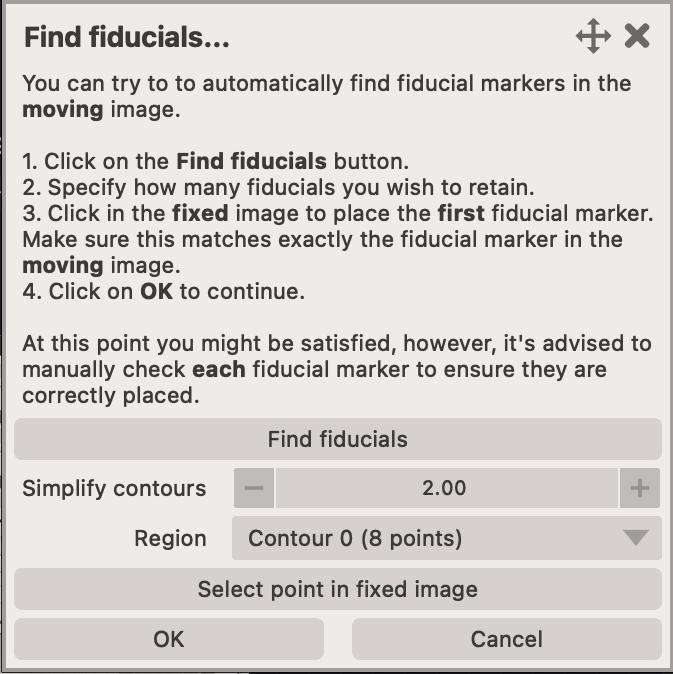 Find fiducials...
You can try to to automatically find fiducial markers in the
moving image.
1. Click on the Find fiducials button.
2. Specify how many fiducials you wish to retain.
3. Click in the fixed image to place the first fiducial marker.
Make sure this matches exactly the fiducial marker in the
moving image.
4. Click on OK to continue.
At this point you might be satisfied, however, it's advised to
manually check each fiducial marker to ensure they are
correctly placed.
Find fiducials
Simplify contours − 2.00 +
Region Contour 0 (8 points)
Select point in fixed image
OK Cancel